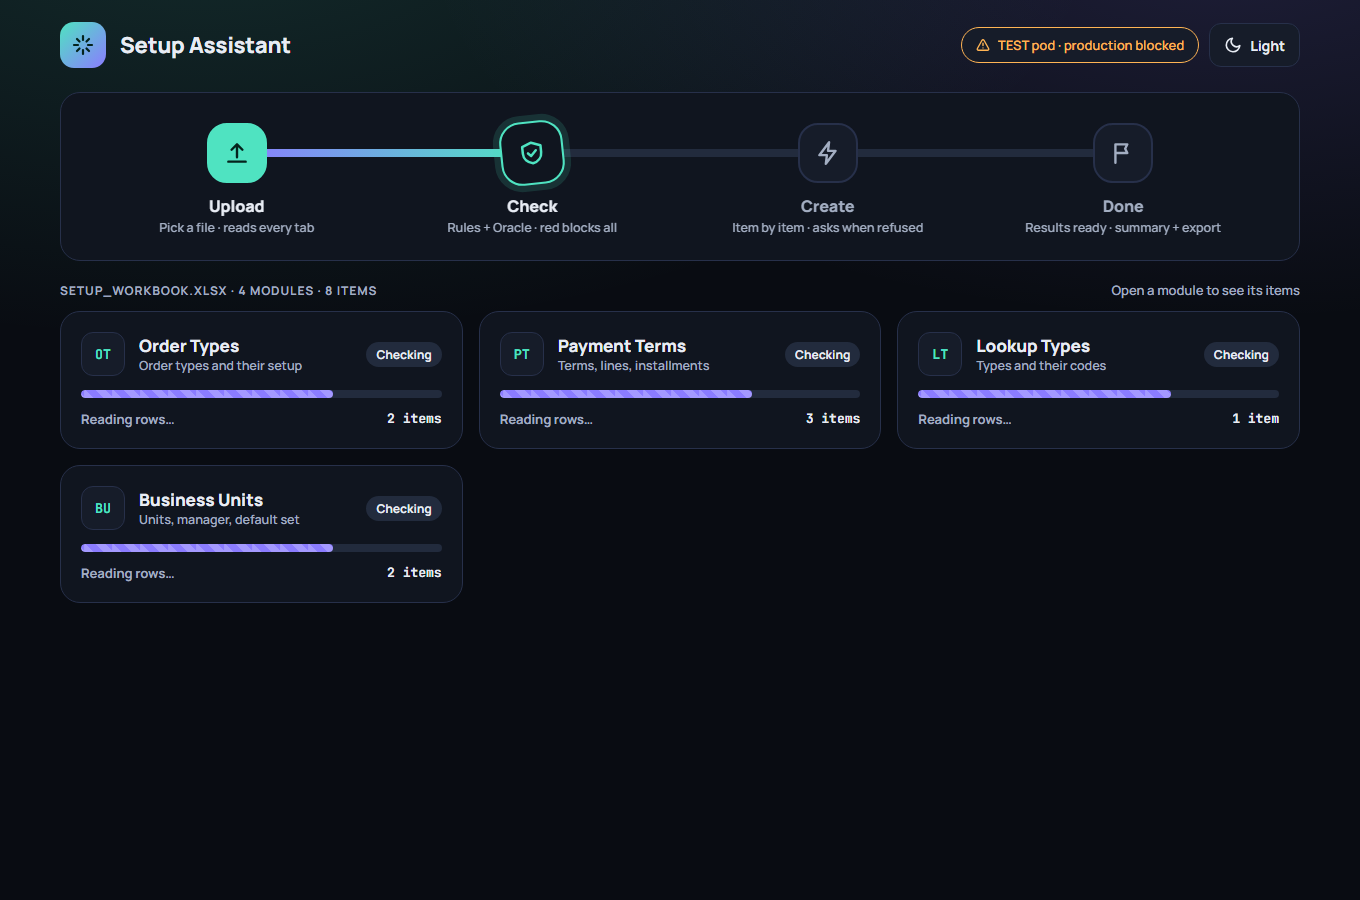 Setup Assistant
TEST pod · production blocked
Light
Upload
Pick a file · reads every tab
Check
Rules + Oracle · red blocks all
Create
Item by item · asks when refused
Done
Results ready · summary + export
SETUP_WORKBOOK.XLSX · 4 MODULES · 8 ITEMS
Open a module to see its items
OT
Order Types
Order types and their setup
Checking
Reading rows…
2 items
PT
Payment Terms
Terms, lines, installments
Checking
Reading rows…
3 items
LT
Lookup Types
Types and their codes
Checking
Reading rows…
1 item
BU
Business Units
Units, manager, default set
Checking
Reading rows…
2 items